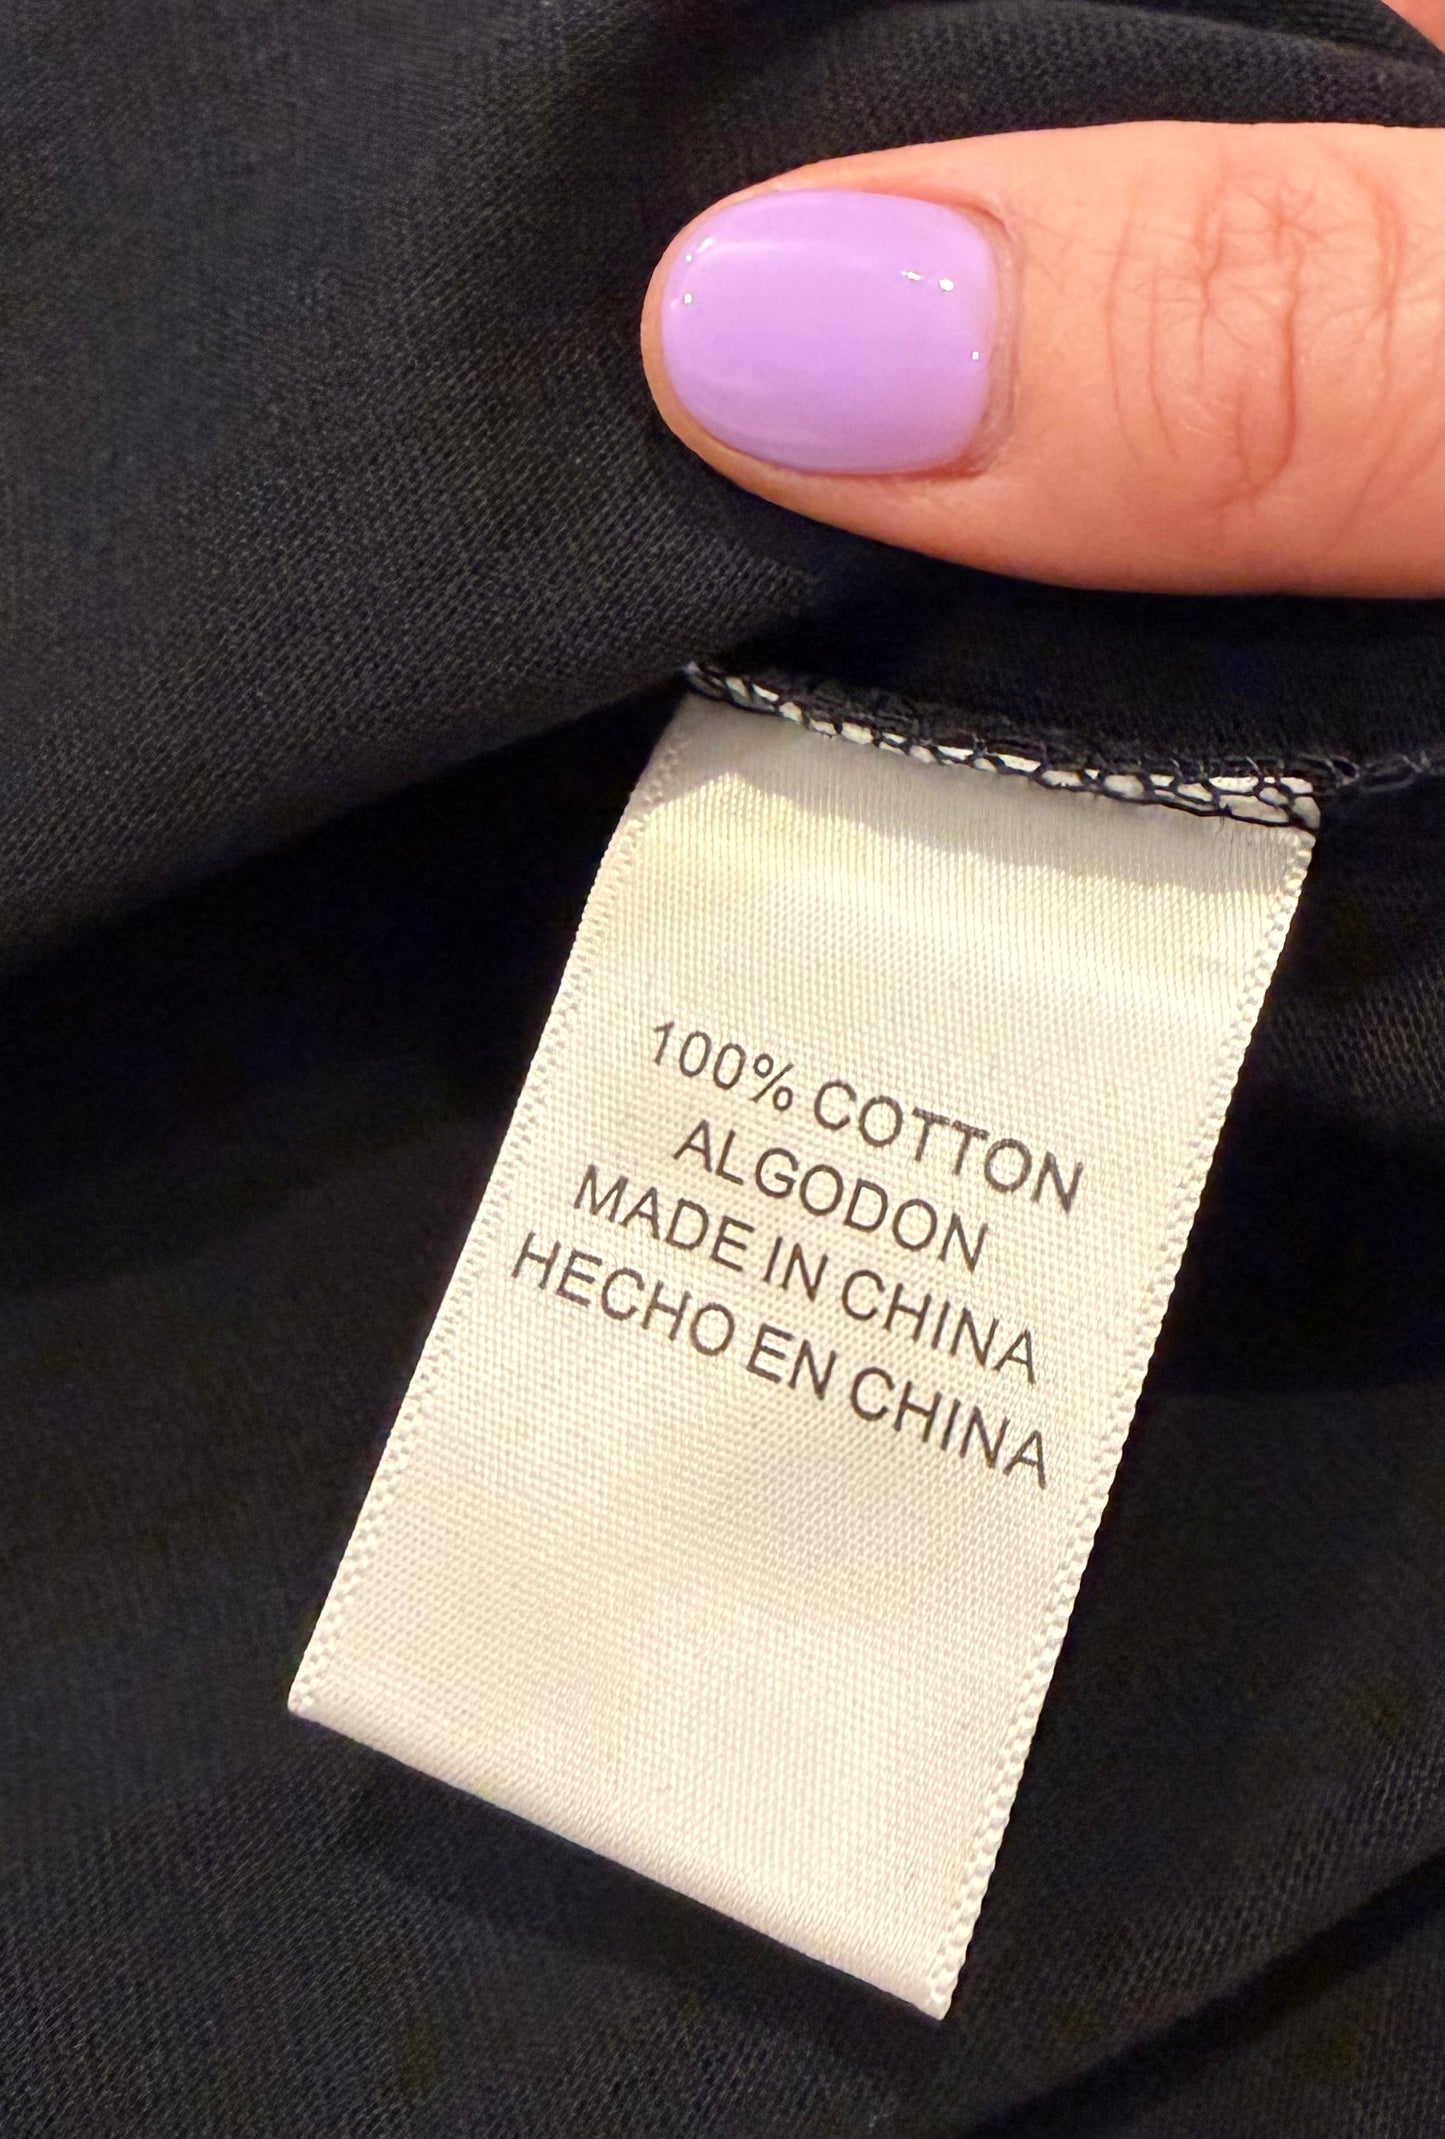 100% COTTON
ALGODON
MADE IN CHINA
HECHO EN CHINA